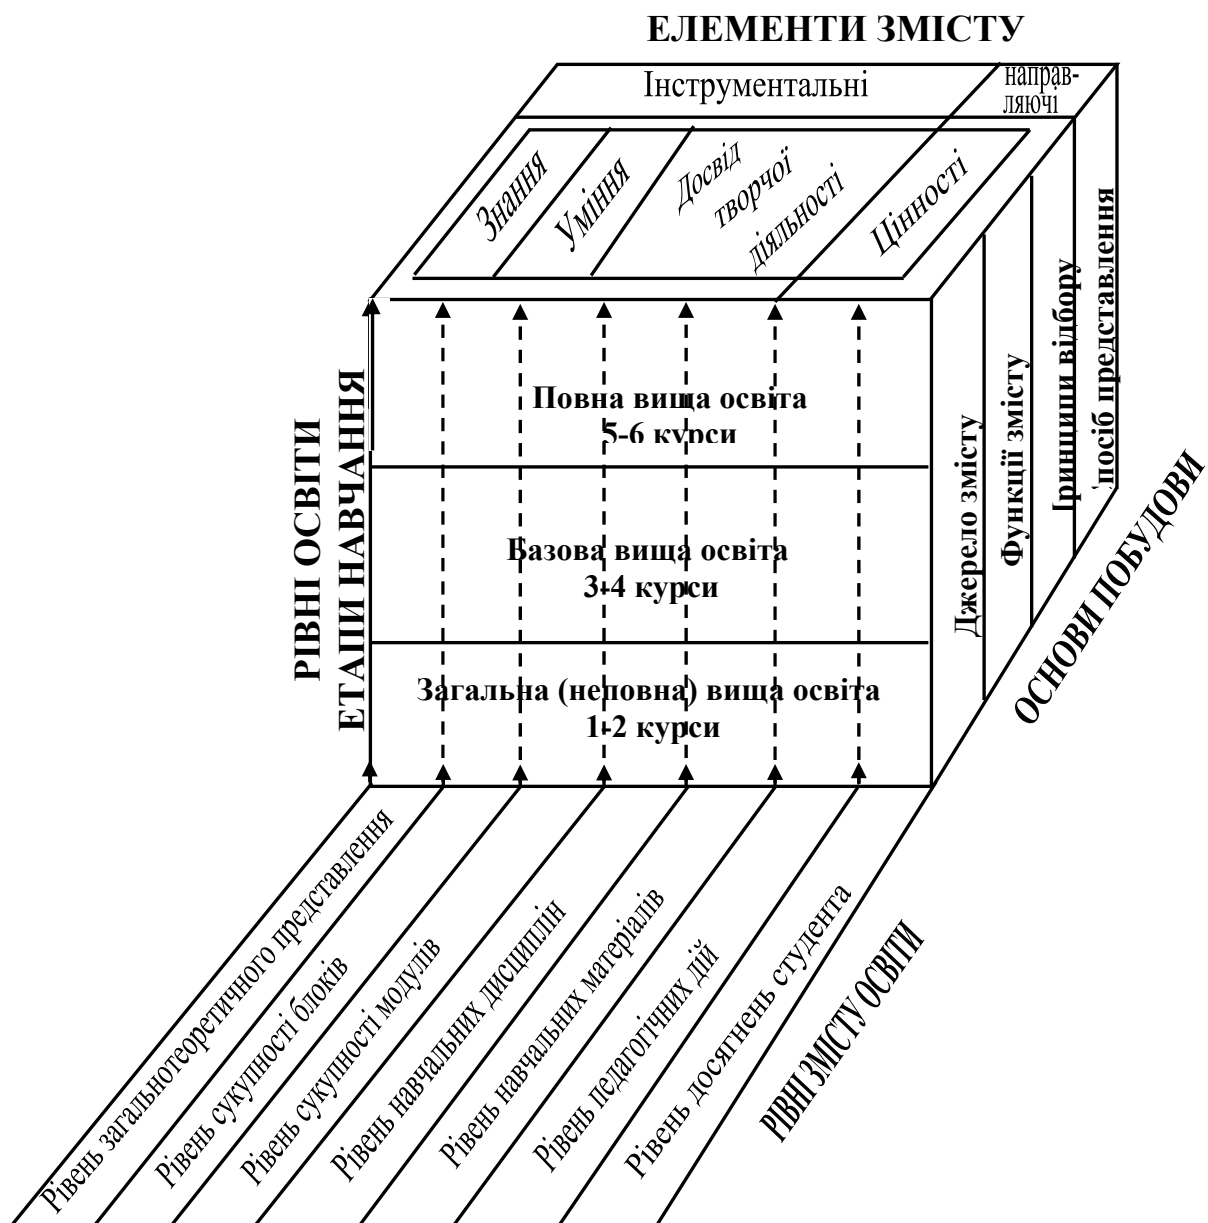 ЕЛЕМЕНТИ ЗМІСТУ
Інструментальні
направ-
ляючі
Знання
Уміння
Досвід
творчої
діяльності
Цінності
РІВНІ ОСВІТИ
ЕТАПИ НАВЧАННЯ
Повна вища освіта
5-6 курси
Базова вища освіта
3-4 курси
Загальна (неповна) вища освіта
1-2 курси
Джерело змісту
Функції змісту
ринципи відбору
посіб представлення
ОСНОВИ ПОБУДОВИ
Рівень загальнотеоретичного представлення
Рівень сукупності блоків
Рівень сукупності модулів
Рівень навчальних дисциплін
Рівень навчальних матеріалів
Рівень педагогічних дій
Рівень досягнень студента
РІВНІ ЗМІСТУ ОСВІТИ